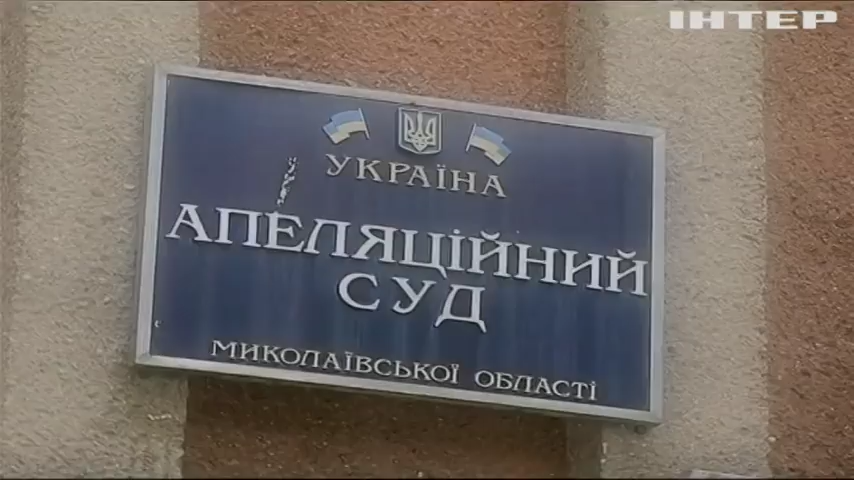 ІНТЕР
УКРАЇНА
АПЕЛЯЦІЙНИЙ
СУД
МИКОЛАЇВСЬКОЇ ОБЛАСТІ